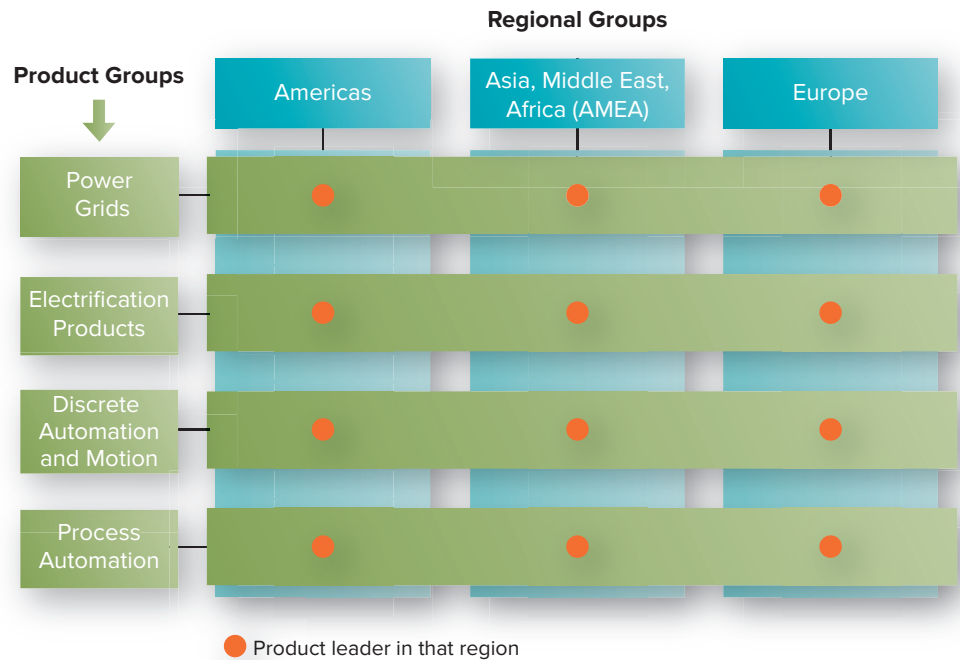 Regional Groups
Product Groups
Americas
Asia, Middle East,
Africa (AMEA)
Europe
Power
Grids
Electrification
Products
Discrete
Automation
and Motion
Process
Automation
Product leader in that region